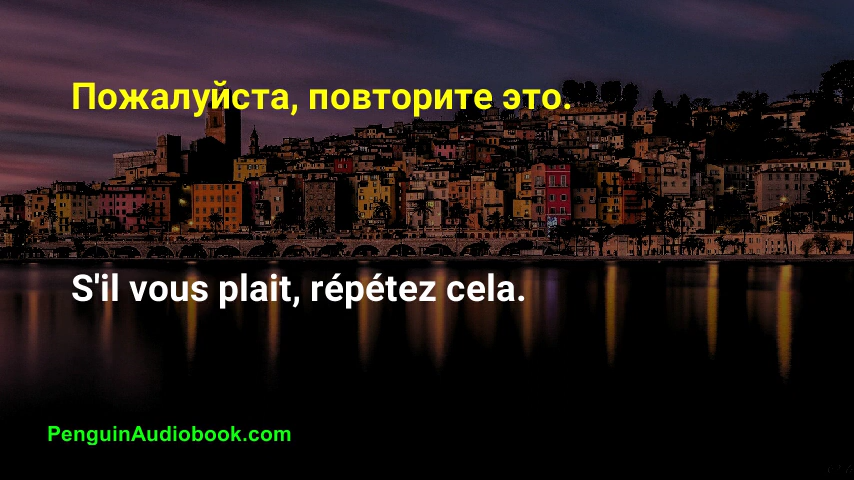 Пожалуйста, повторите это.
S'il vous plait, répétez cela.
PenguinAudiobook.com